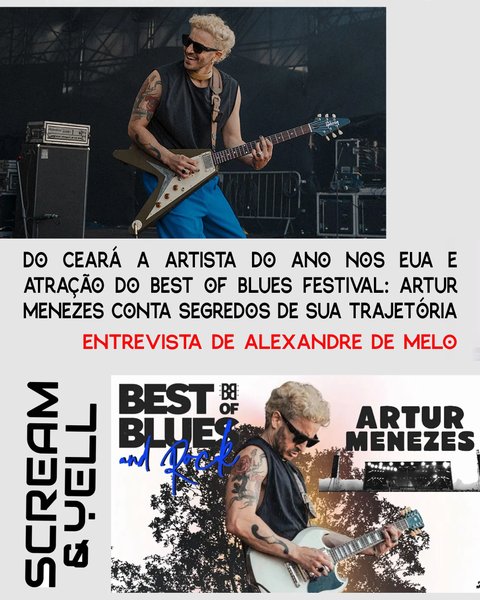 DO CEARÁ A ARTISTA DO ANO NOS EUA E
ATRAÇÃO DO BEST OF BLUES FESTIVAL: ARTUR
MENEZES CONTA SEGREDOS DE SUA TRAJETÓRIA
ENTREVISTA DE ALEXANDRE DE MELO
SCREAM
& YELL
BEST
OF
BLUES
and Rock
ARTUR
MENEZES